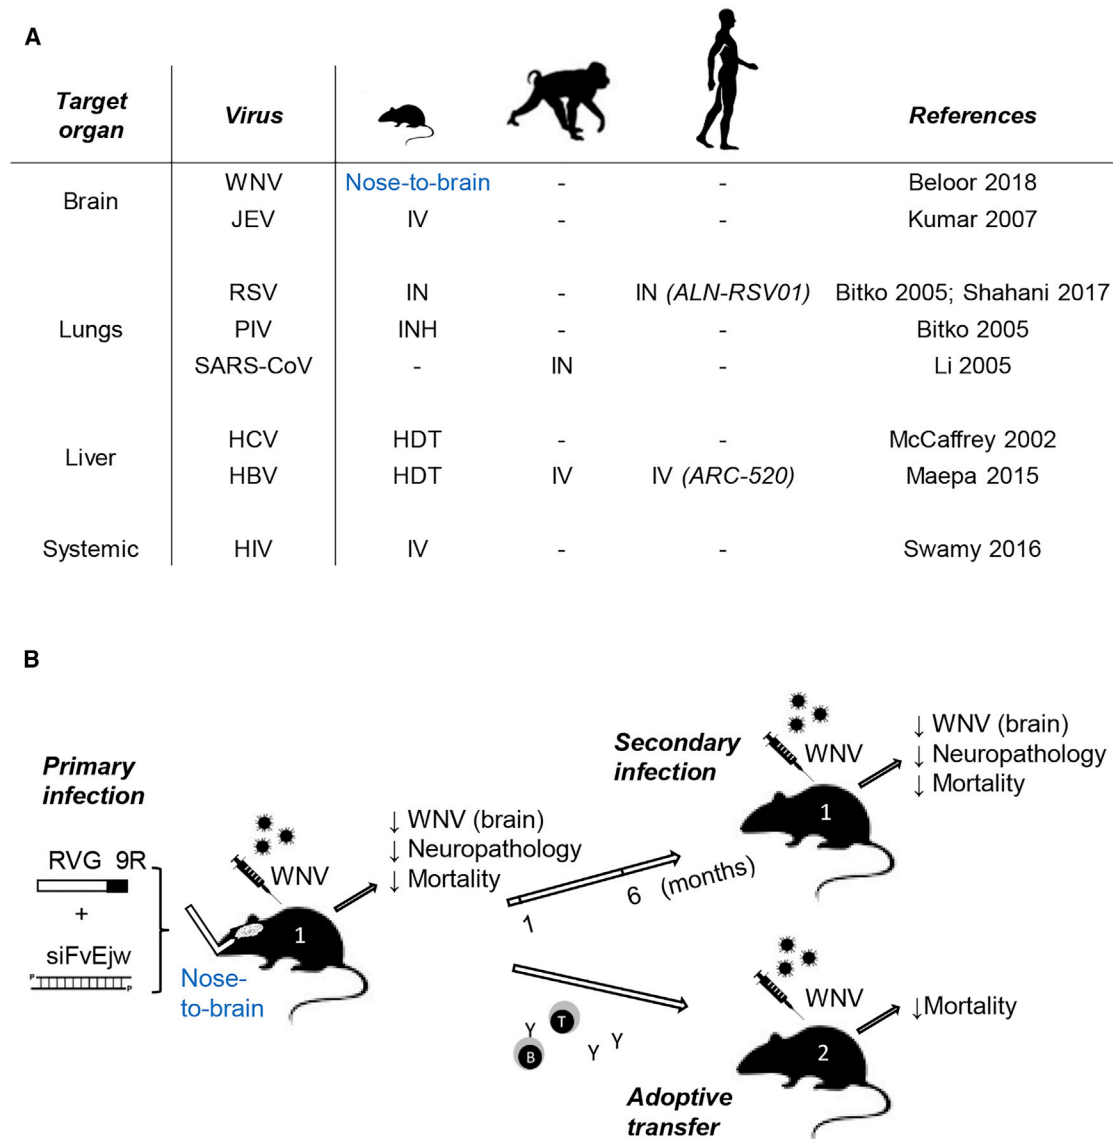 A
Target organ Virus References
Brain WNV Nose-to-brain - - Beloor 2018
JEV IV - - Kumar 2007
Lungs RSV IN - IN (ALN-RSV01) Bitko 2005; Shahani 2017
PIV INH - - Bitko 2005
SARS-CoV - IN - Li 2005
Liver HCV HDT - - McCaffrey 2002
HBV HDT IV IV (ARC-520) Maepa 2015
Systemic HIV IV - - Swamy 2016
B
Primary
infection
RVG 9R
+
siFvEjw
P P
Nose-
to-brain
WNV
1
↓ WNV (brain)
↓ Neuropathology
↓ Mortality
1 6 (months)
Secondary
infection
WNV
1
↓ WNV (brain)
↓ Neuropathology
↓ Mortality
Y T
B Y Y
Adoptive
transfer
WNV
2
↓Mortality